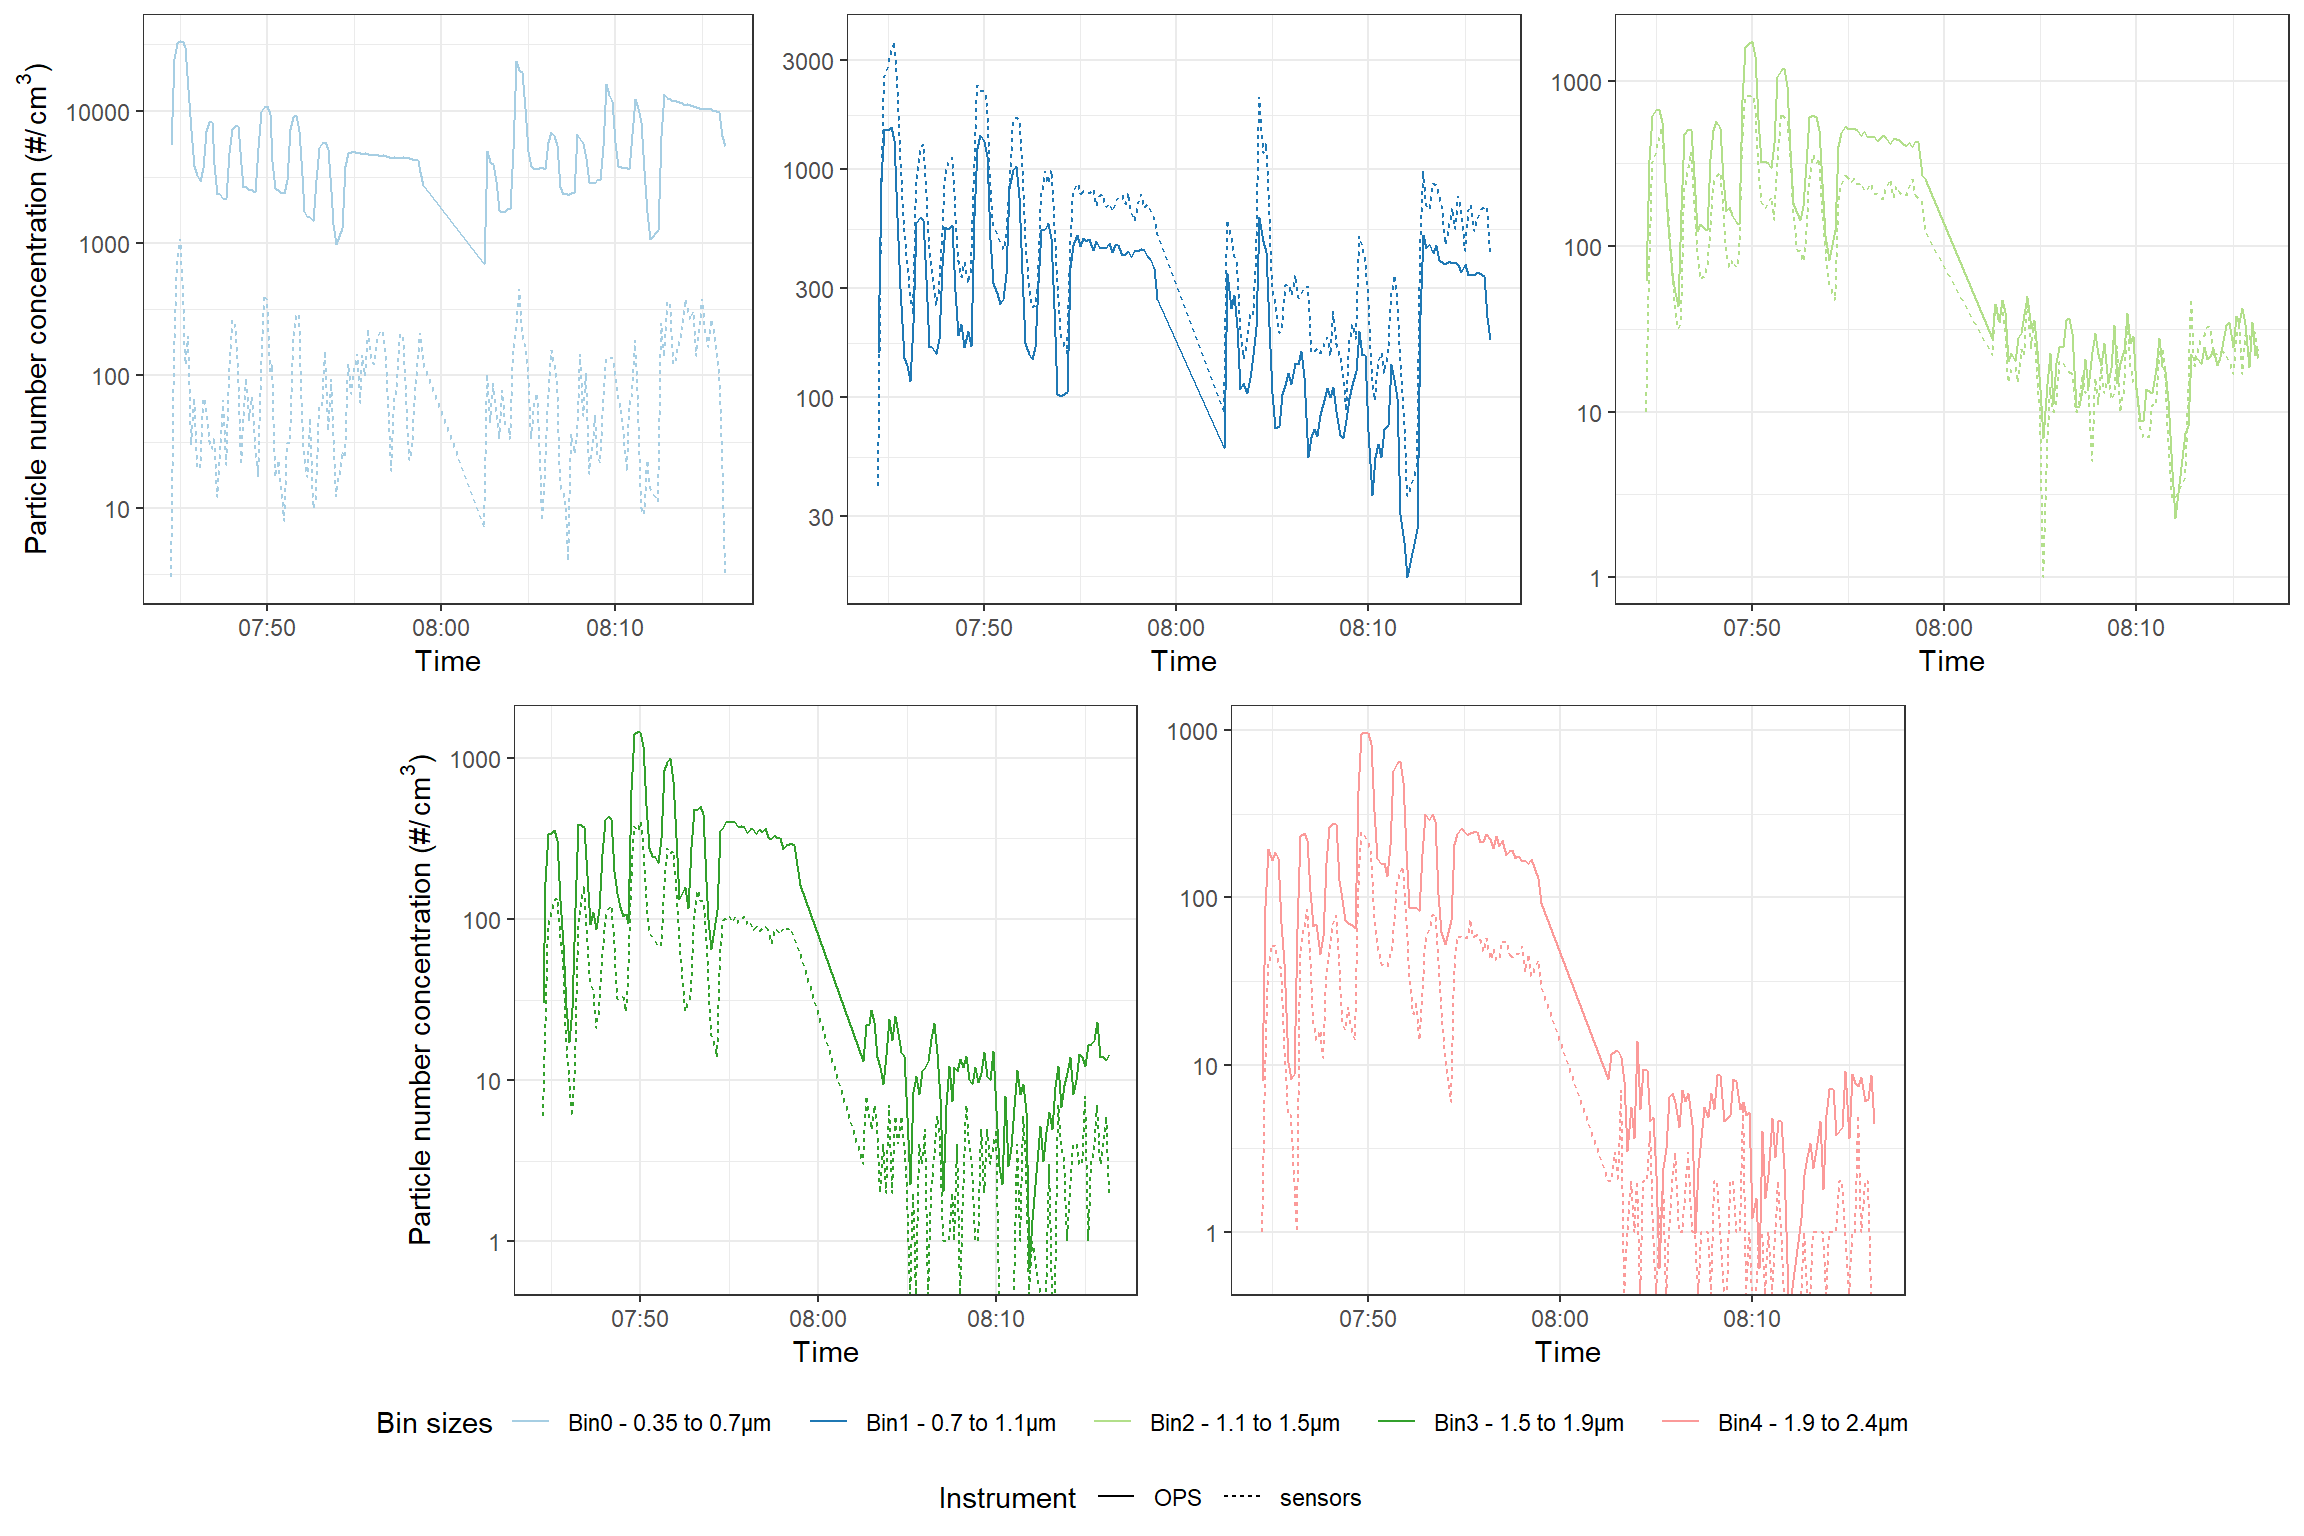 Particle number concentration (#/cm³)
10000
1000
100
10
07:50 08:00 08:10
Time
3000
1000
300
100
30
07:50 08:00 08:10
Time
1000
100
10
1
07:50 08:00 08:10
Time
Particle number concentration (#/cm³)
1000
100
10
1
07:50 08:00 08:10
Time
1000
100
10
1
07:50 08:00 08:10
Time
Bin sizes Bin0 - 0.35 to 0.7µm Bin1 - 0.7 to 1.1µm Bin2 - 1.1 to 1.5µm Bin3 - 1.5 to 1.9µm Bin4 - 1.9 to 2.4µm
Instrument OPS sensors